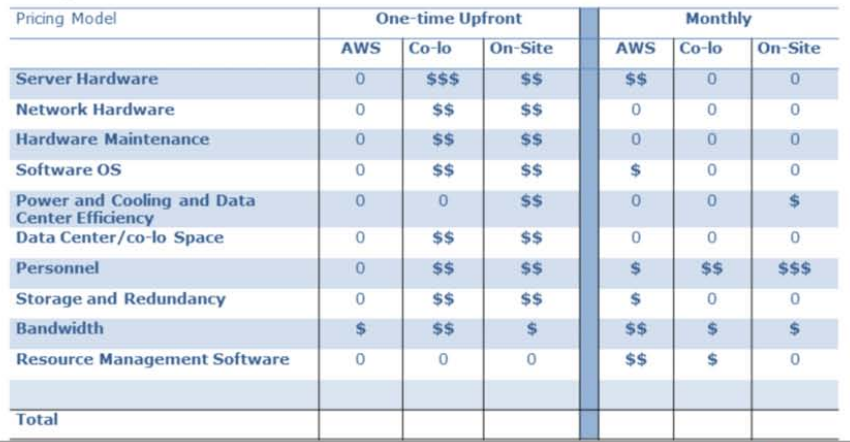 Pricing Model One-time Upfront Monthly
AWS Co-lo On-Site AWS Co-lo On-Site
Server Hardware 0 $$$ $$ $$ 0 0
Network Hardware 0 $$ $$ 0 0 0
Hardware Maintenance 0 $$ $$ 0 0 0
Software OS 0 $$ $$ $ 0 0
Power and Cooling and Data 0 0 $$ 0 0 $
Center Efficiency
Data Center/co-lo Space 0 $$ $$ 0 0 0
Personnel 0 $$ $$ $ $$ $$$
Storage and Redundancy 0 $$ $$ $ 0 0
Bandwidth $ $$ $ $$ $ $
Resource Management Software 0 0 0 $$ $ 0
Total